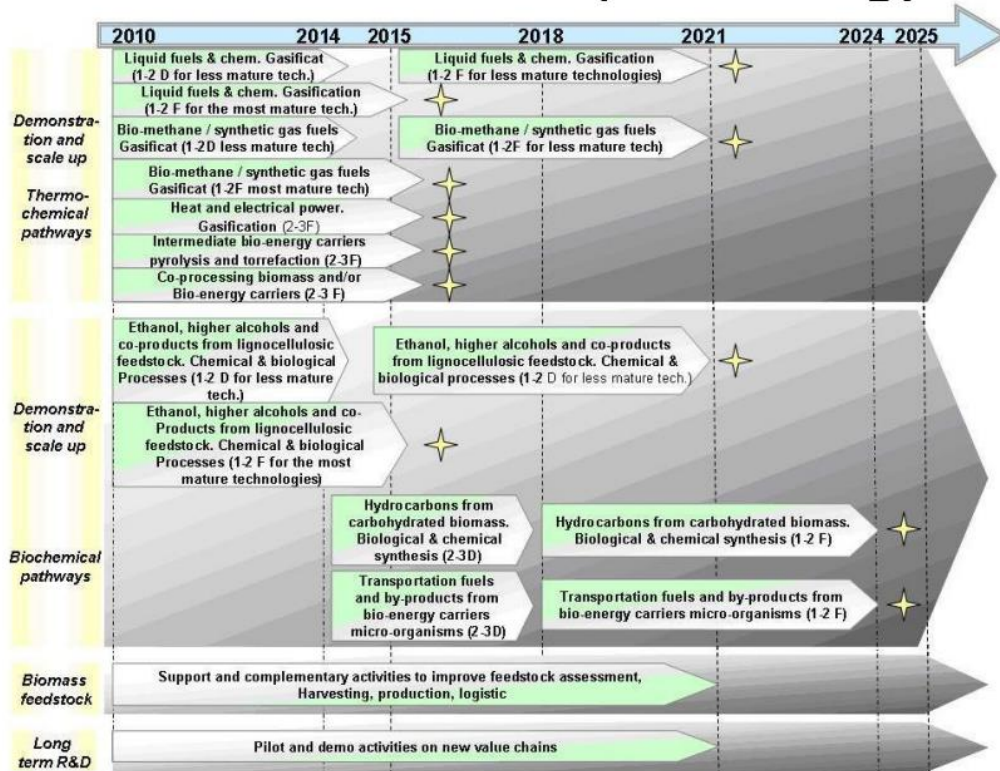 2010 2014 2015 2018 2021 2024 2025
Demonstra-
tion and
scale up
Thermo-
chemical
pathways
Liquid fuels & chem. Gasificat
(1-2 D for less mature tech.)
Liquid fuels & chem. Gasification
(1-2 F for less mature technologies)
Liquid fuels & chem. Gasification
(1-2 F for the most mature tech.)
Bio-methane / synthetic gas fuels
Gasificat (1-2D less mature tech)
Bio-methane / synthetic gas fuels
Gasificat (1-2F for less mature tech)
Bio-methane / synthetic gas fuels
Gasificat (1-2F most mature tech)
Heat and electrical power.
Gasification (2-3F)
Intermediate bio-energy carriers
pyrolysis and torrefaction (2-3F)
Co-processing biomass and/or
Bio-energy carriers (2-3 F)
Demonstra-
tion and
scale up
Biochemical
pathways
Ethanol, higher alcohols and
co-products from lignocellulosic
feedstock. Chemical & biological
Processes (1-2 D for less mature
tech.)
Ethanol, higher alcohols and co-products
from lignocellulosic feedstock. Chemical &
biological processes (1-2 D for less mature tech.)
Ethanol, higher alcohols and co-
Products from lignocellulosic
feedstock. Chemical & biological
Processes (1-2 F for the most
mature technologies)
Hydrocarbons from
carbohydrated biomass.
Biological & chemical
synthesis (2-3D)
Hydrocarbons from carbohydrated biomass.
Biological & chemical synthesis (1-2 F)
Transportation fuels
and by-products from
bio-energy carriers
micro-organisms (2-3D)
Transportation fuels and by-products from
bio-energy carriers micro-organisms (1-2 F)
Biomass
feedstock
Support and complementary activities to improve feedstock assessment,
Harvesting, production, logistic
Long
term R&D
Pilot and demo activities on new value chains